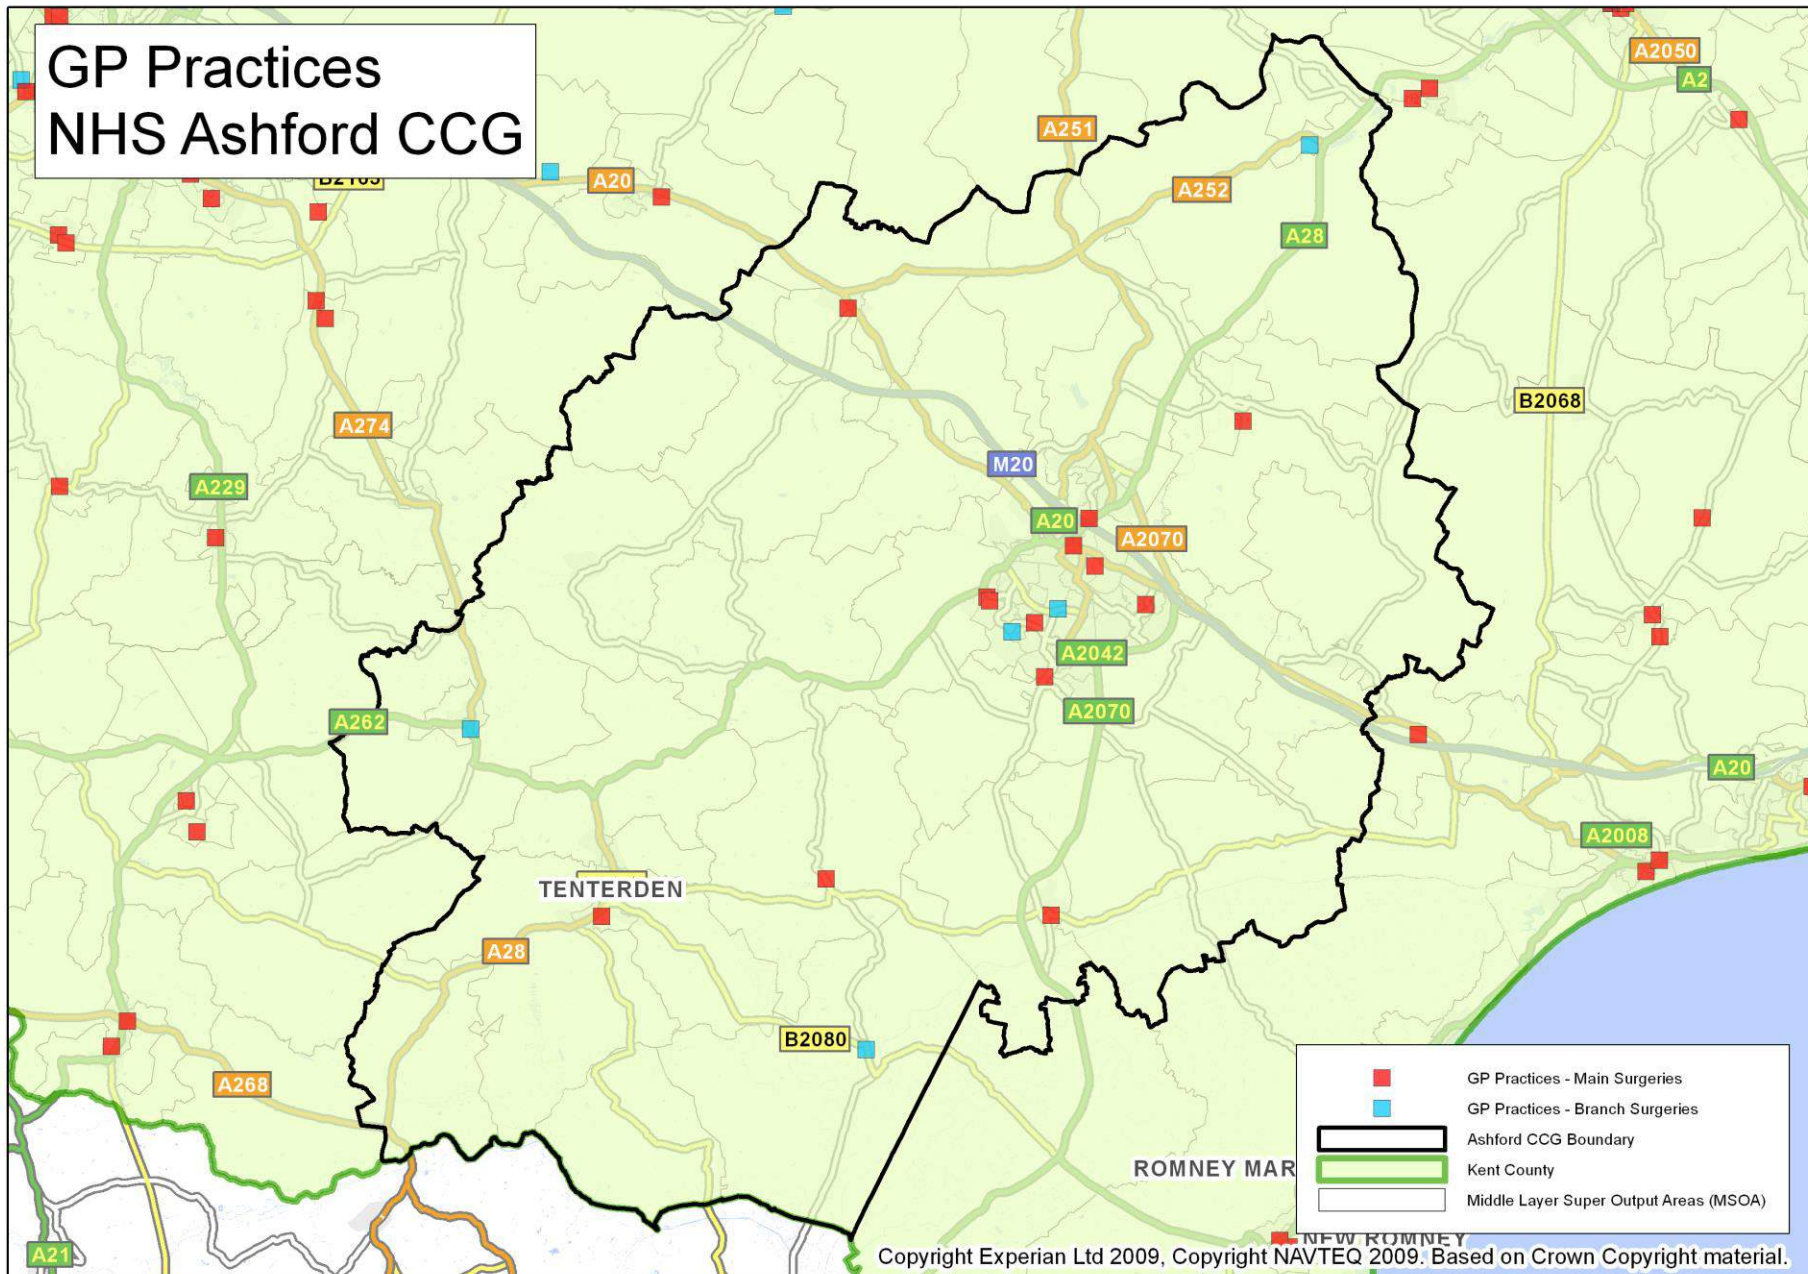 GP Practices
NHS Ashford CCG
A2050
A2
A251
A20
A252
A28
B2068
A274
M20
A229
A20
A2070
A2042
A262
A2070
A20
A2008
TENTERDEN
A28
B2080
A268
GP Practices - Main Surgeries
GP Practices - Branch Surgeries
Ashford CCG Boundary
Kent County
Middle Layer Super Output Areas (MSOA)
ROMNEY MAR
NEW ROMNEY
A21
Copyright Experian Ltd 2009, Copyright NAVTEQ 2009. Based on Crown Copyright material.